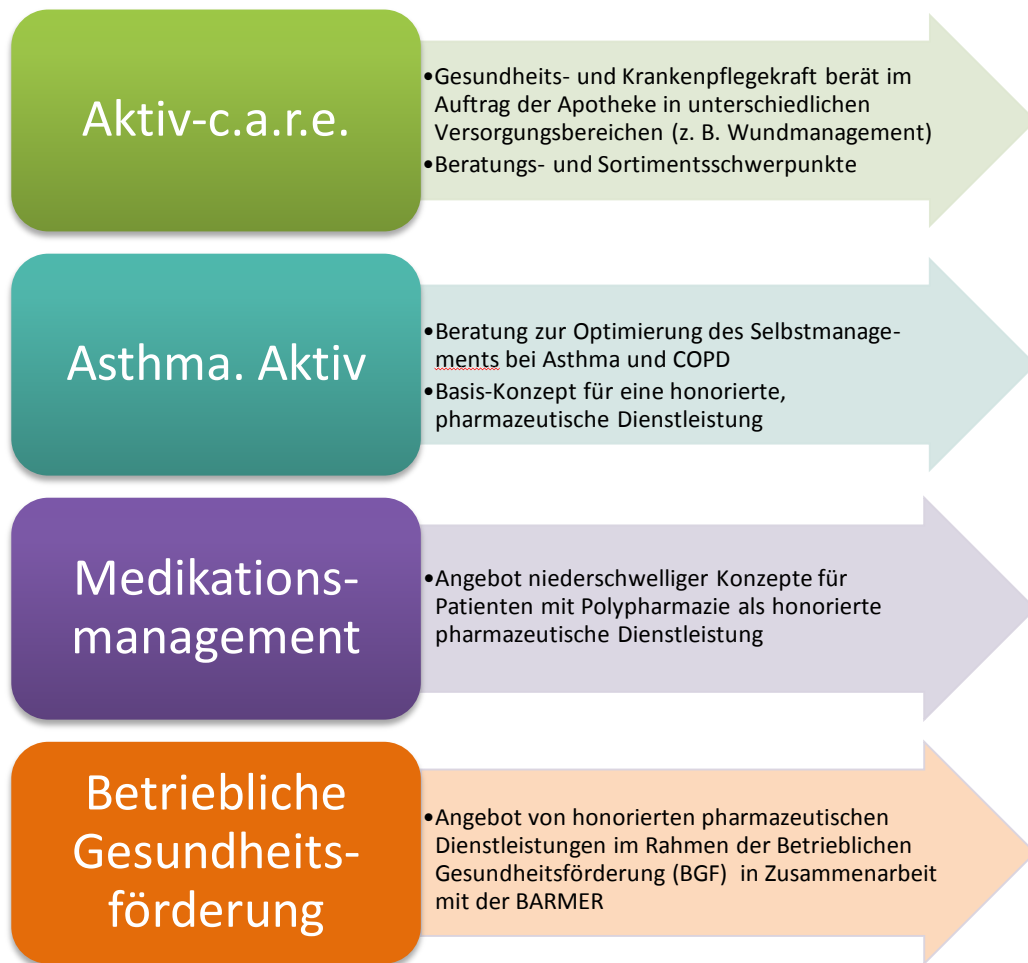 Aktiv-c.a.r.e.
•Gesundheits- und Krankenpflegekraft berät im
Auftrag der Apotheke in unterschiedlichen
Versorgungsbereichen (z. B. Wundmanagement)
•Beratungs- und Sortimentsschwerpunkte
Asthma. Aktiv
•Beratung zur Optimierung des Selbstmanage-
ments bei Asthma und COPD
•Basis-Konzept für eine honorierte,
pharmazeutische Dienstleistung
Medikations-
management
•Angebot niederschwelliger Konzepte für
Patienten mit Polypharmazie als honorierte
pharmazeutische Dienstleistung
Betriebliche
Gesundheits-
förderung
•Angebot von honorierten pharmazeutischen
Dienstleistungen im Rahmen der Betrieblichen
Gesundheitsförderung (BGF) in Zusammenarbeit
mit der BARMER